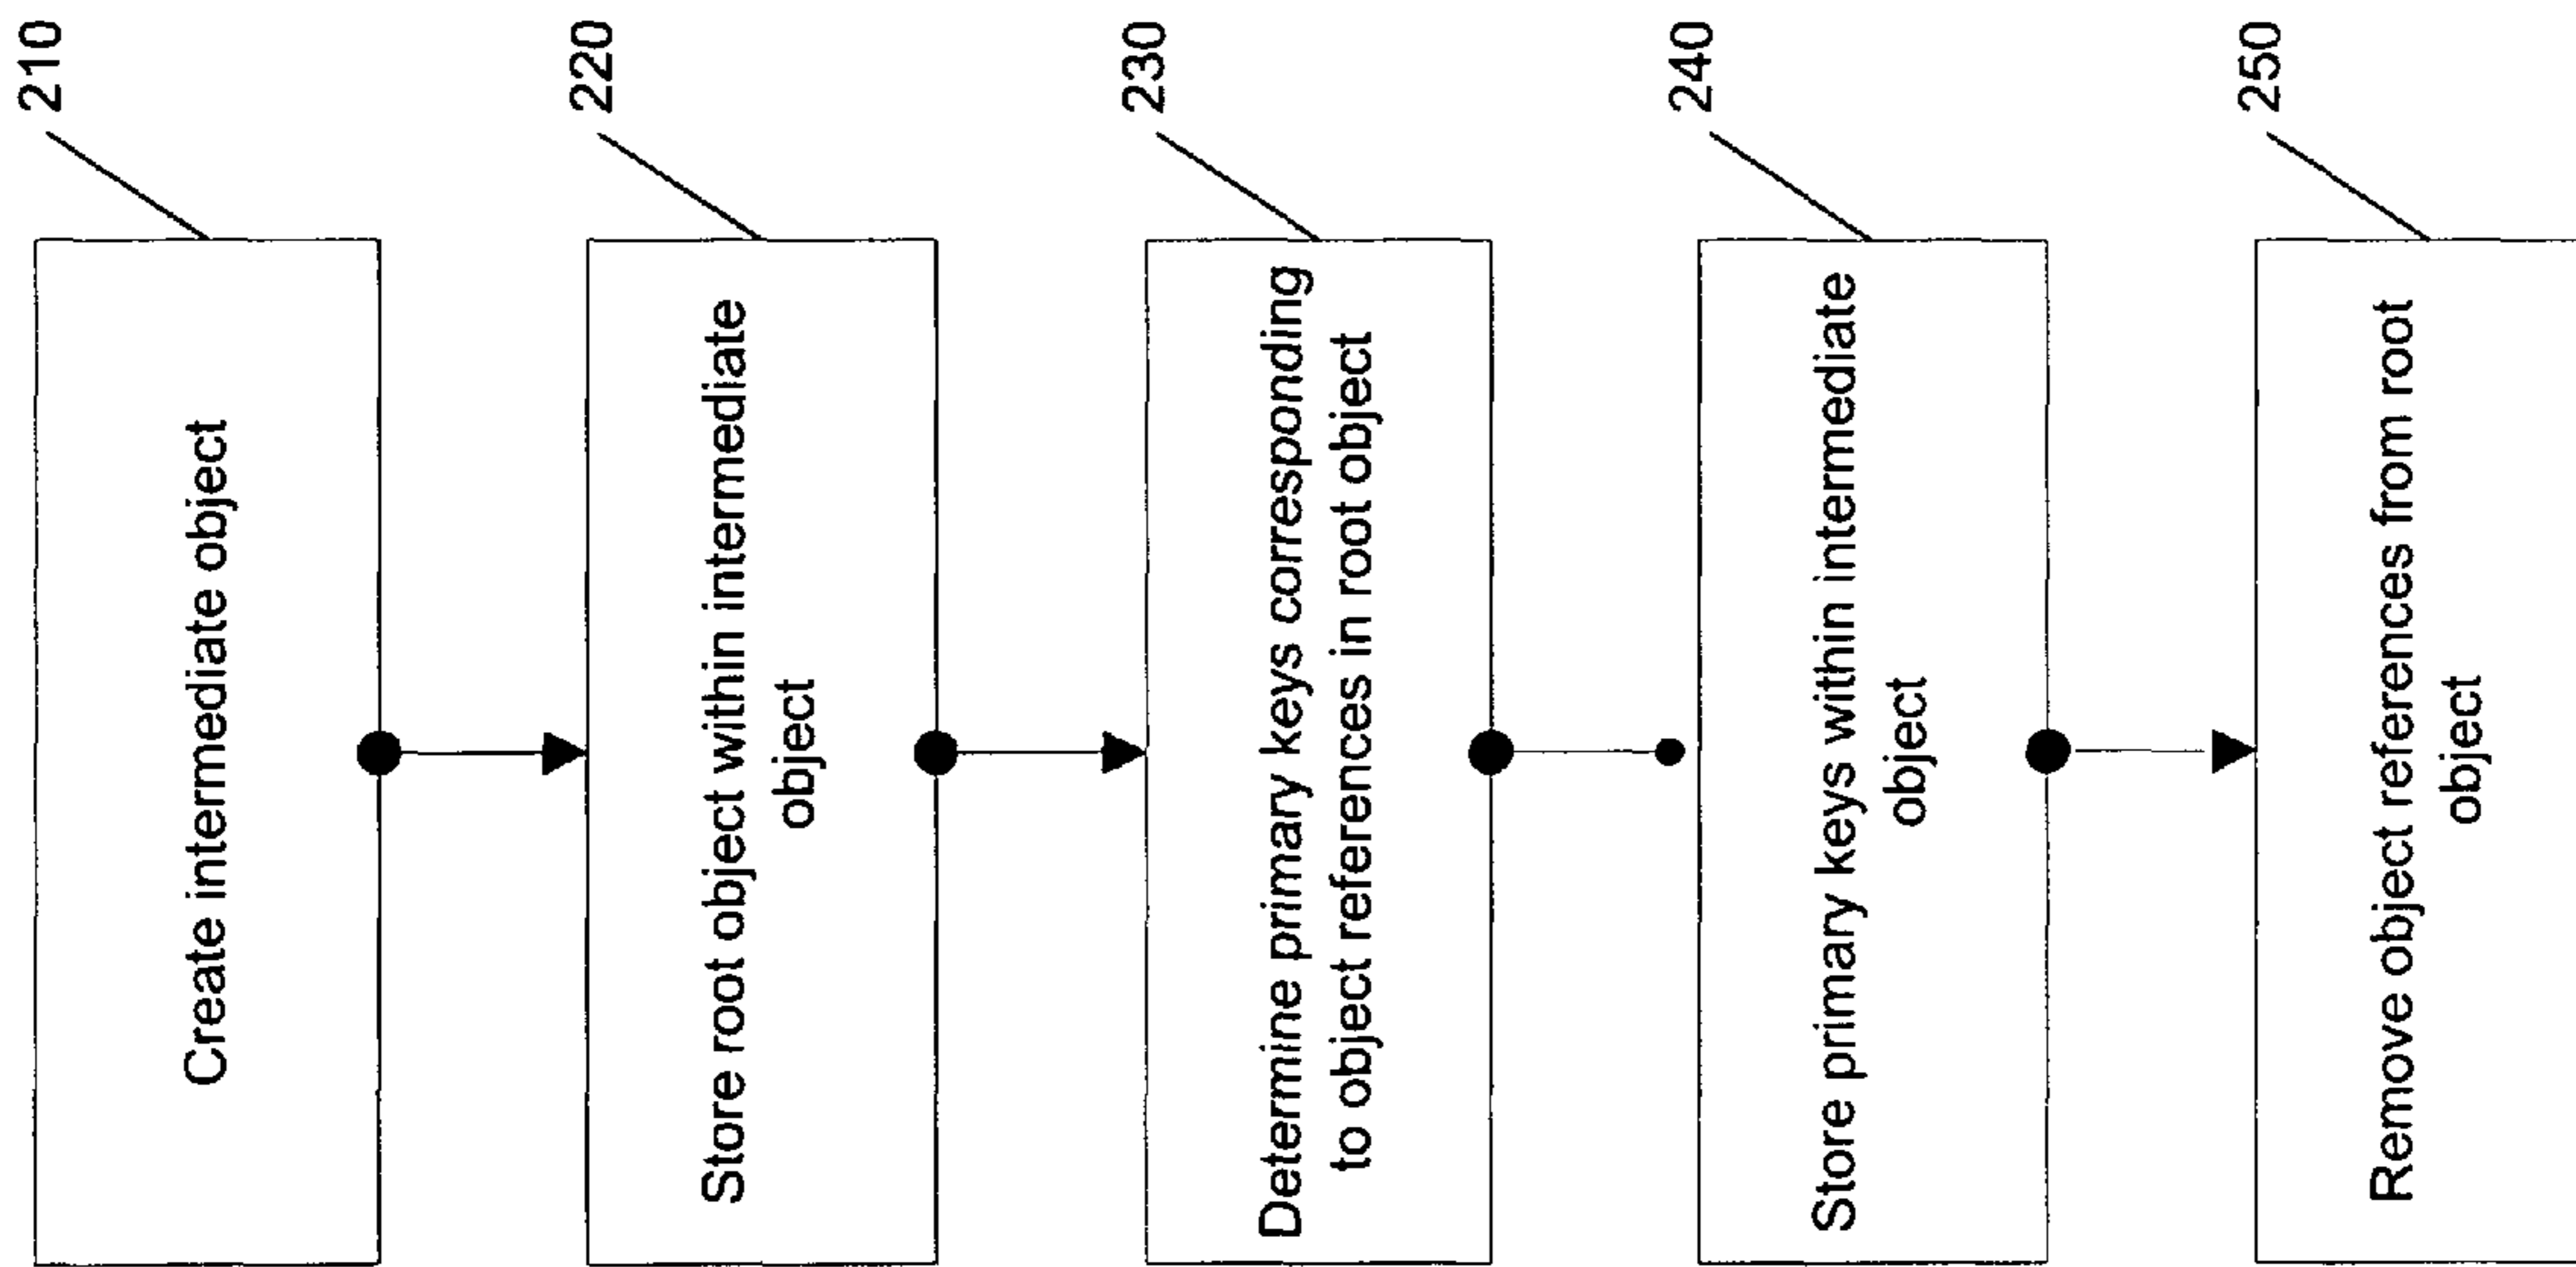 210
Create intermediate object
220
Store root object within intermediate
object
230
Determine primary keys corresponding
to object references in root object
240
Store primary keys within intermediate
object
250
Remove object references from root
object